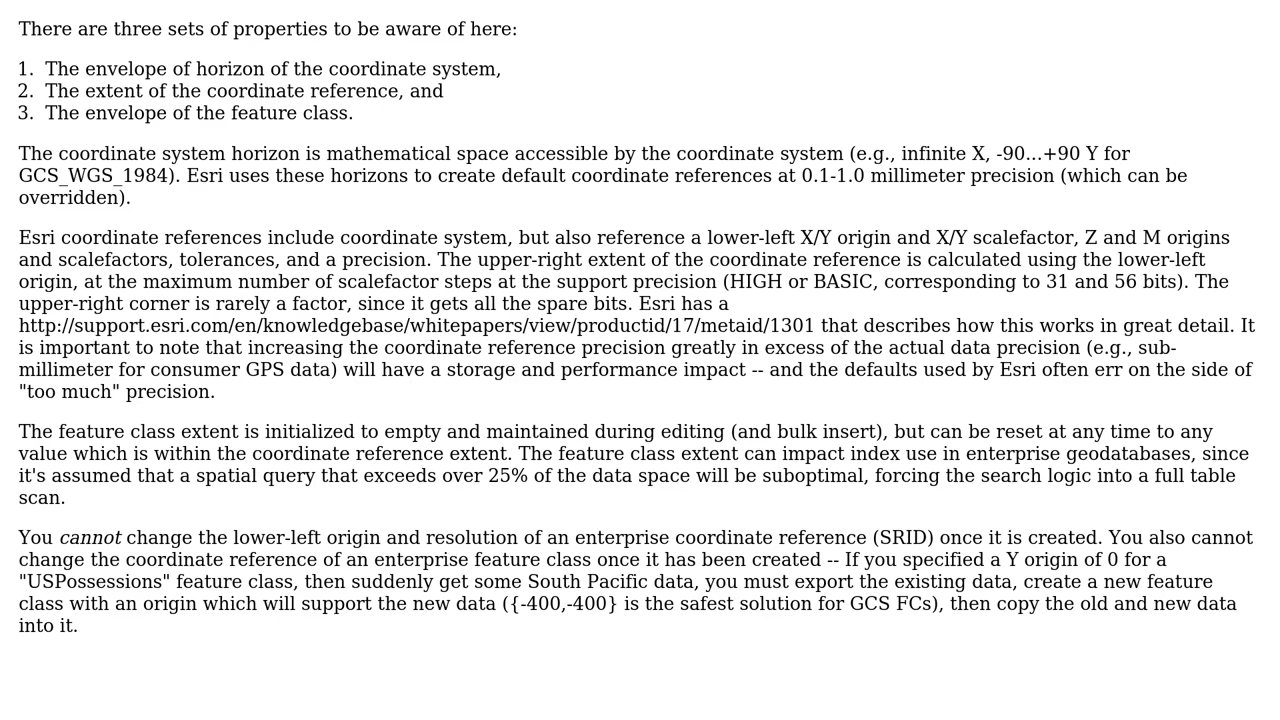 There are three sets of properties to be aware of here:
1. The envelope of horizon of the coordinate system,
2. The extent of the coordinate reference, and
3. The envelope of the feature class.
The coordinate system horizon is mathematical space accessible by the coordinate system (e.g., infinite X, -90...+90 Y for
GCS_WGS_1984). Esri uses these horizons to create default coordinate references at 0.1-1.0 millimeter precision (which can be
overridden).
Esri coordinate references include coordinate system, but also reference a lower-left X/Y origin and X/Y scalefactor, Z and M origins
and scalefactors, tolerances, and a precision. The upper-right extent of the coordinate reference is calculated using the lower-left
origin, at the maximum number of scalefactor steps at the support precision (HIGH or BASIC, corresponding to 31 and 56 bits). The
upper-right corner is rarely a factor, since it gets all the spare bits. Esri has a
http://support.esri.com/en/knowledgebase/whitepapers/view/productid/17/metaid/1301 that describes how this works in great detail. It
is important to note that increasing the coordinate reference precision greatly in excess of the actual data precision (e.g., sub-
millimeter for consumer GPS data) will have a storage and performance impact -- and the defaults used by Esri often err on the side of
"too much" precision.
The feature class extent is initialized to empty and maintained during editing (and bulk insert), but can be reset at any time to any
value which is within the coordinate reference extent. The feature class extent can impact index use in enterprise geodatabases, since
it's assumed that a spatial query that exceeds over 25% of the data space will be suboptimal, forcing the search logic into a full table
scan.
You cannot change the lower-left origin and resolution of an enterprise coordinate reference (SRID) once it is created. You also cannot
change the coordinate reference of an enterprise feature class once it has been created -- If you specified a Y origin of 0 for a
"USPossessions" feature class, then suddenly get some South Pacific data, you must export the existing data, create a new feature
class with an origin which will support the new data ({-400,-400} is the safest solution for GCS FCs), then copy the old and new data
into it.